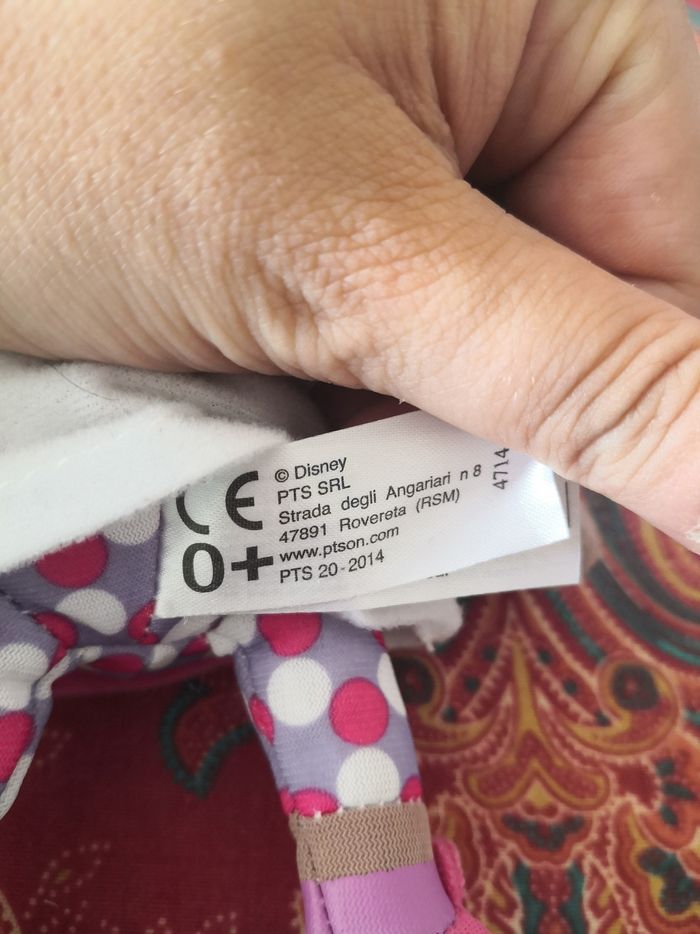 CE
© Disney
PTS SRL
Strada degli Angariari n 8
47891 Rovereta (RSM)
0+
www.ptson.com
PTS 20-2014
4714